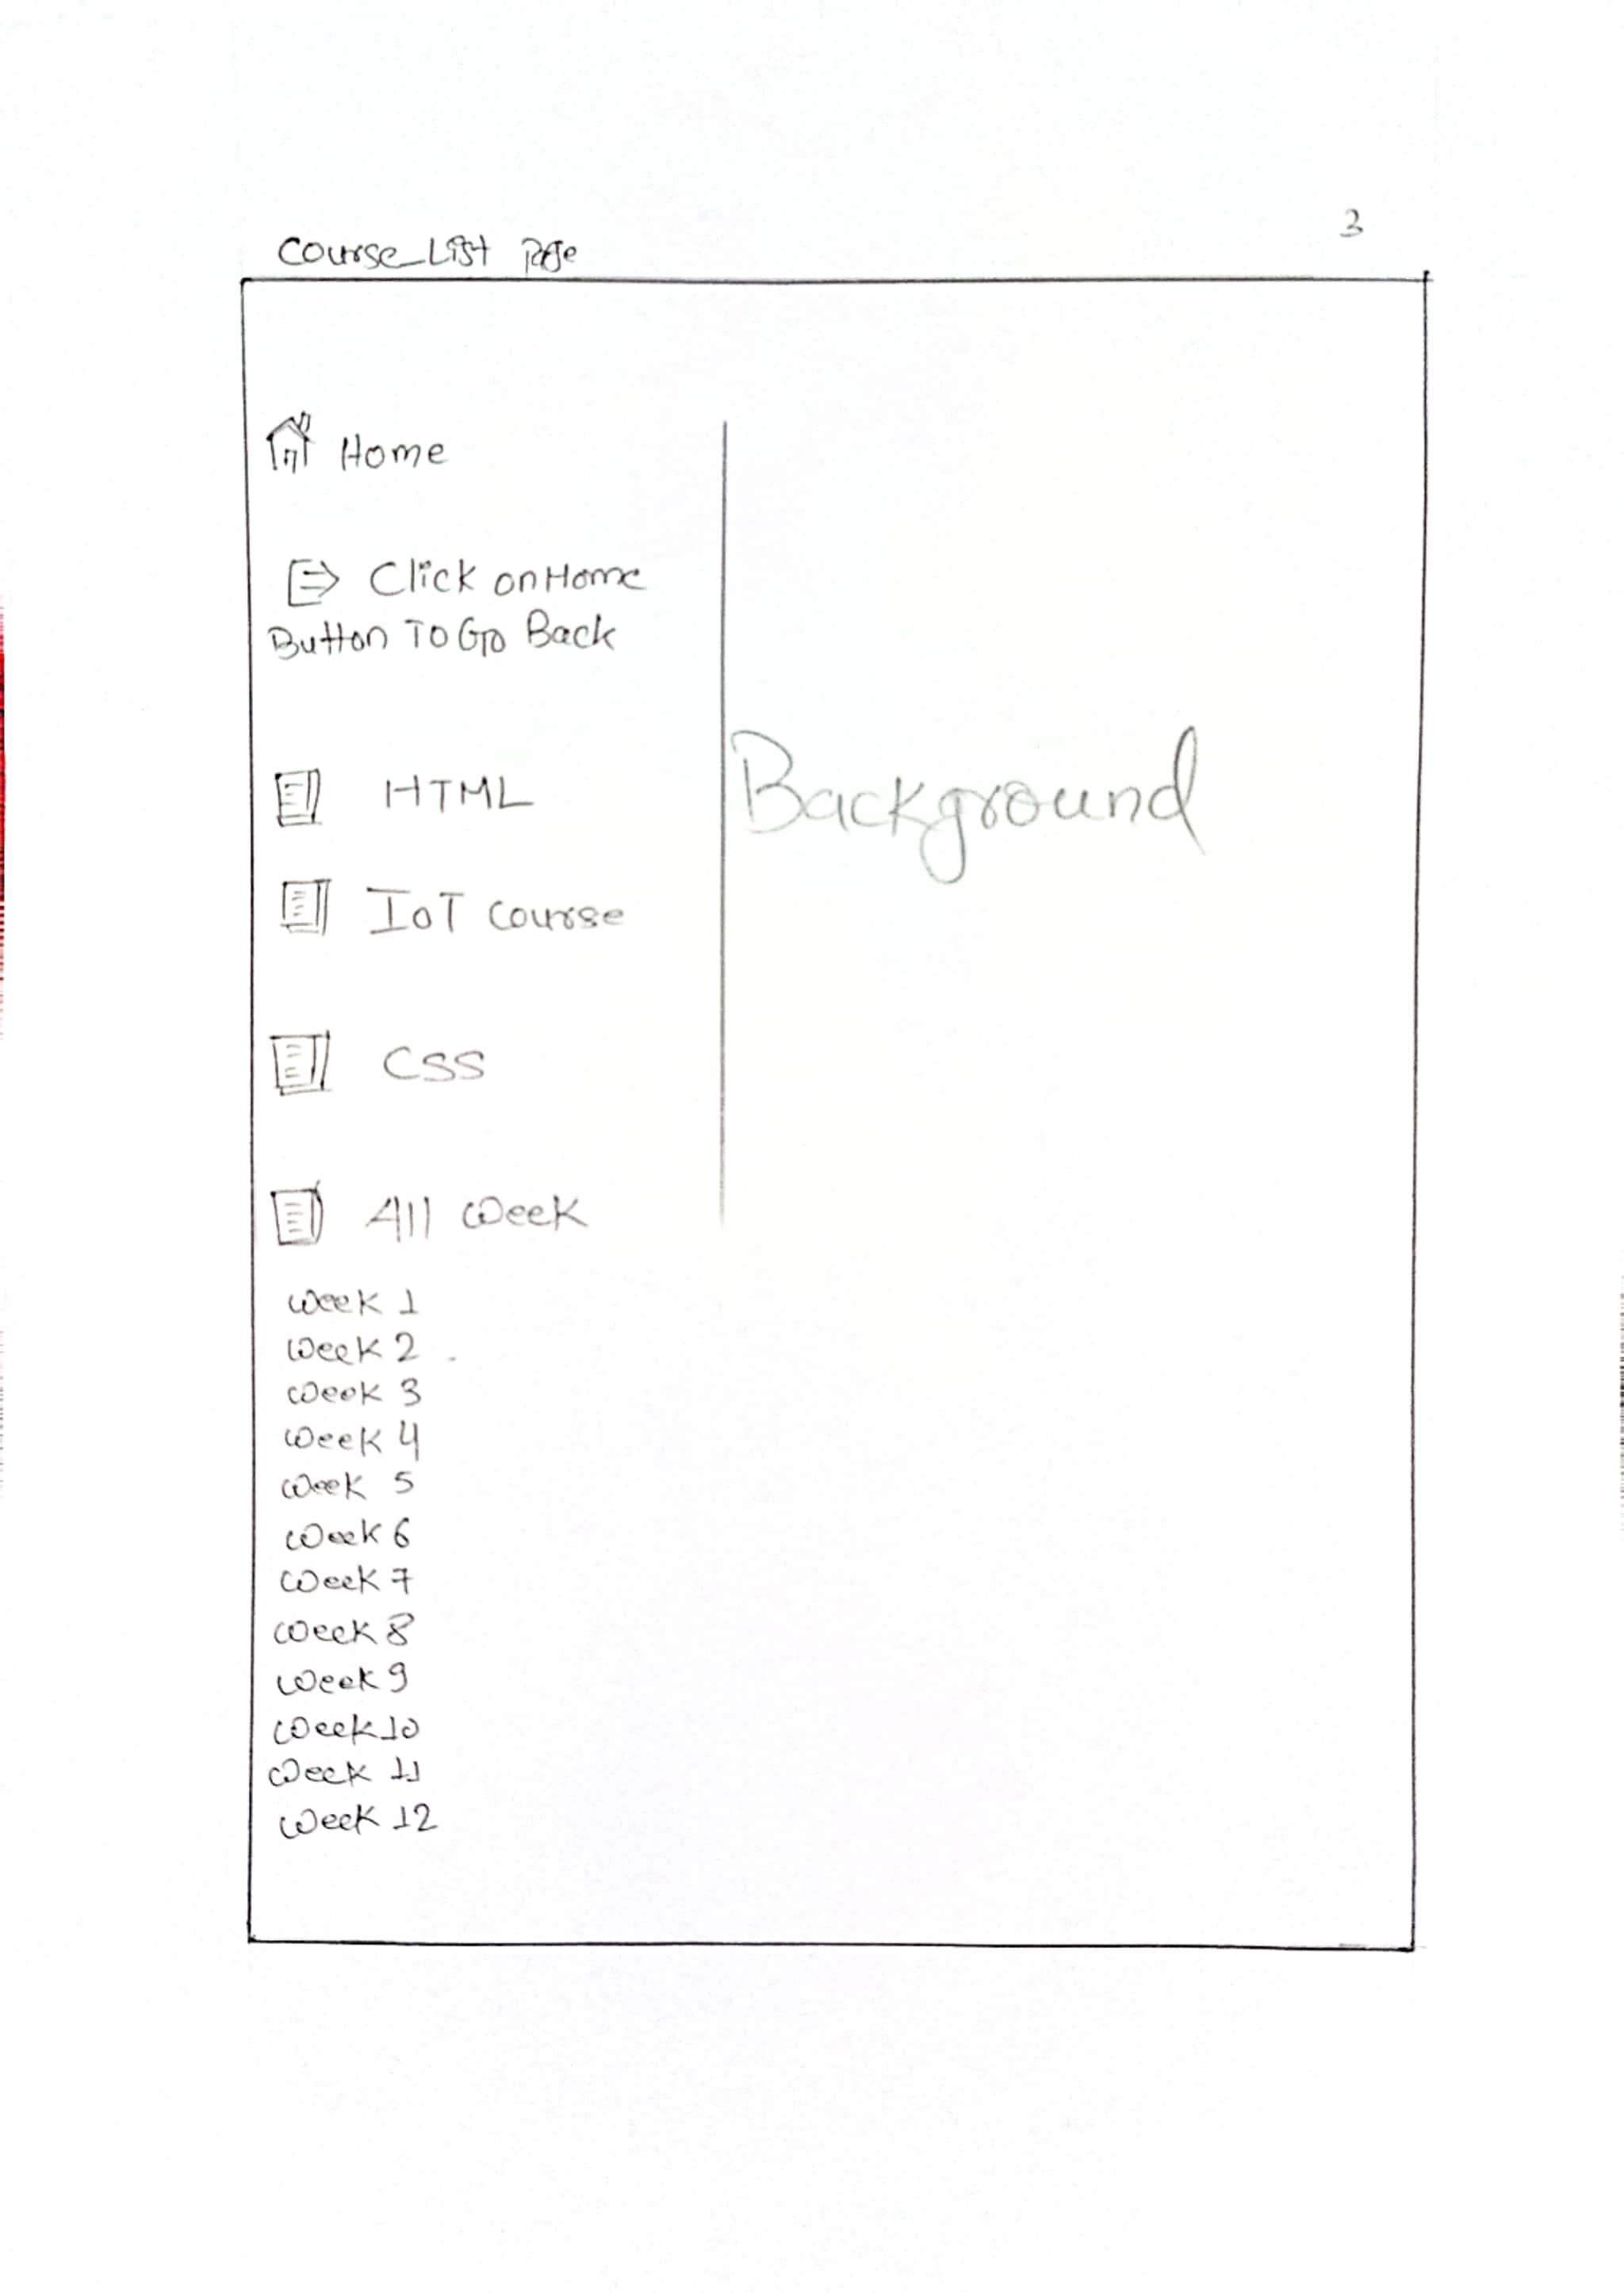 3
Course_List Page
Home
Click on Home
Button To Go Back
HTML
Background
IoT Course
CSS
All Week
Week 1
Week 2
Week 3
Week 4
Week 5
Week 6
Week 7
Week 8
Week 9
Week 10
Week 11
Week 12